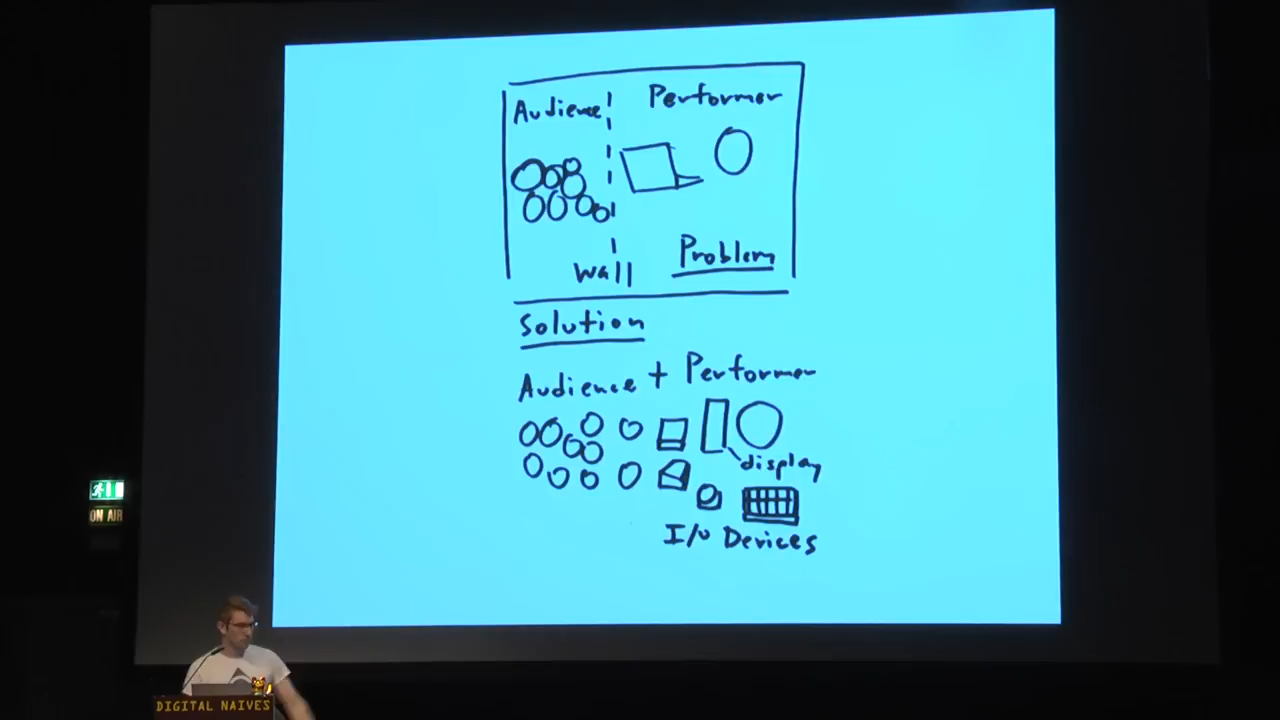 Audience
Performer
Wall
Problem
Solution
Audience + Performer
display
I/O Devices
ON AIR
DIGITAL NAIVES